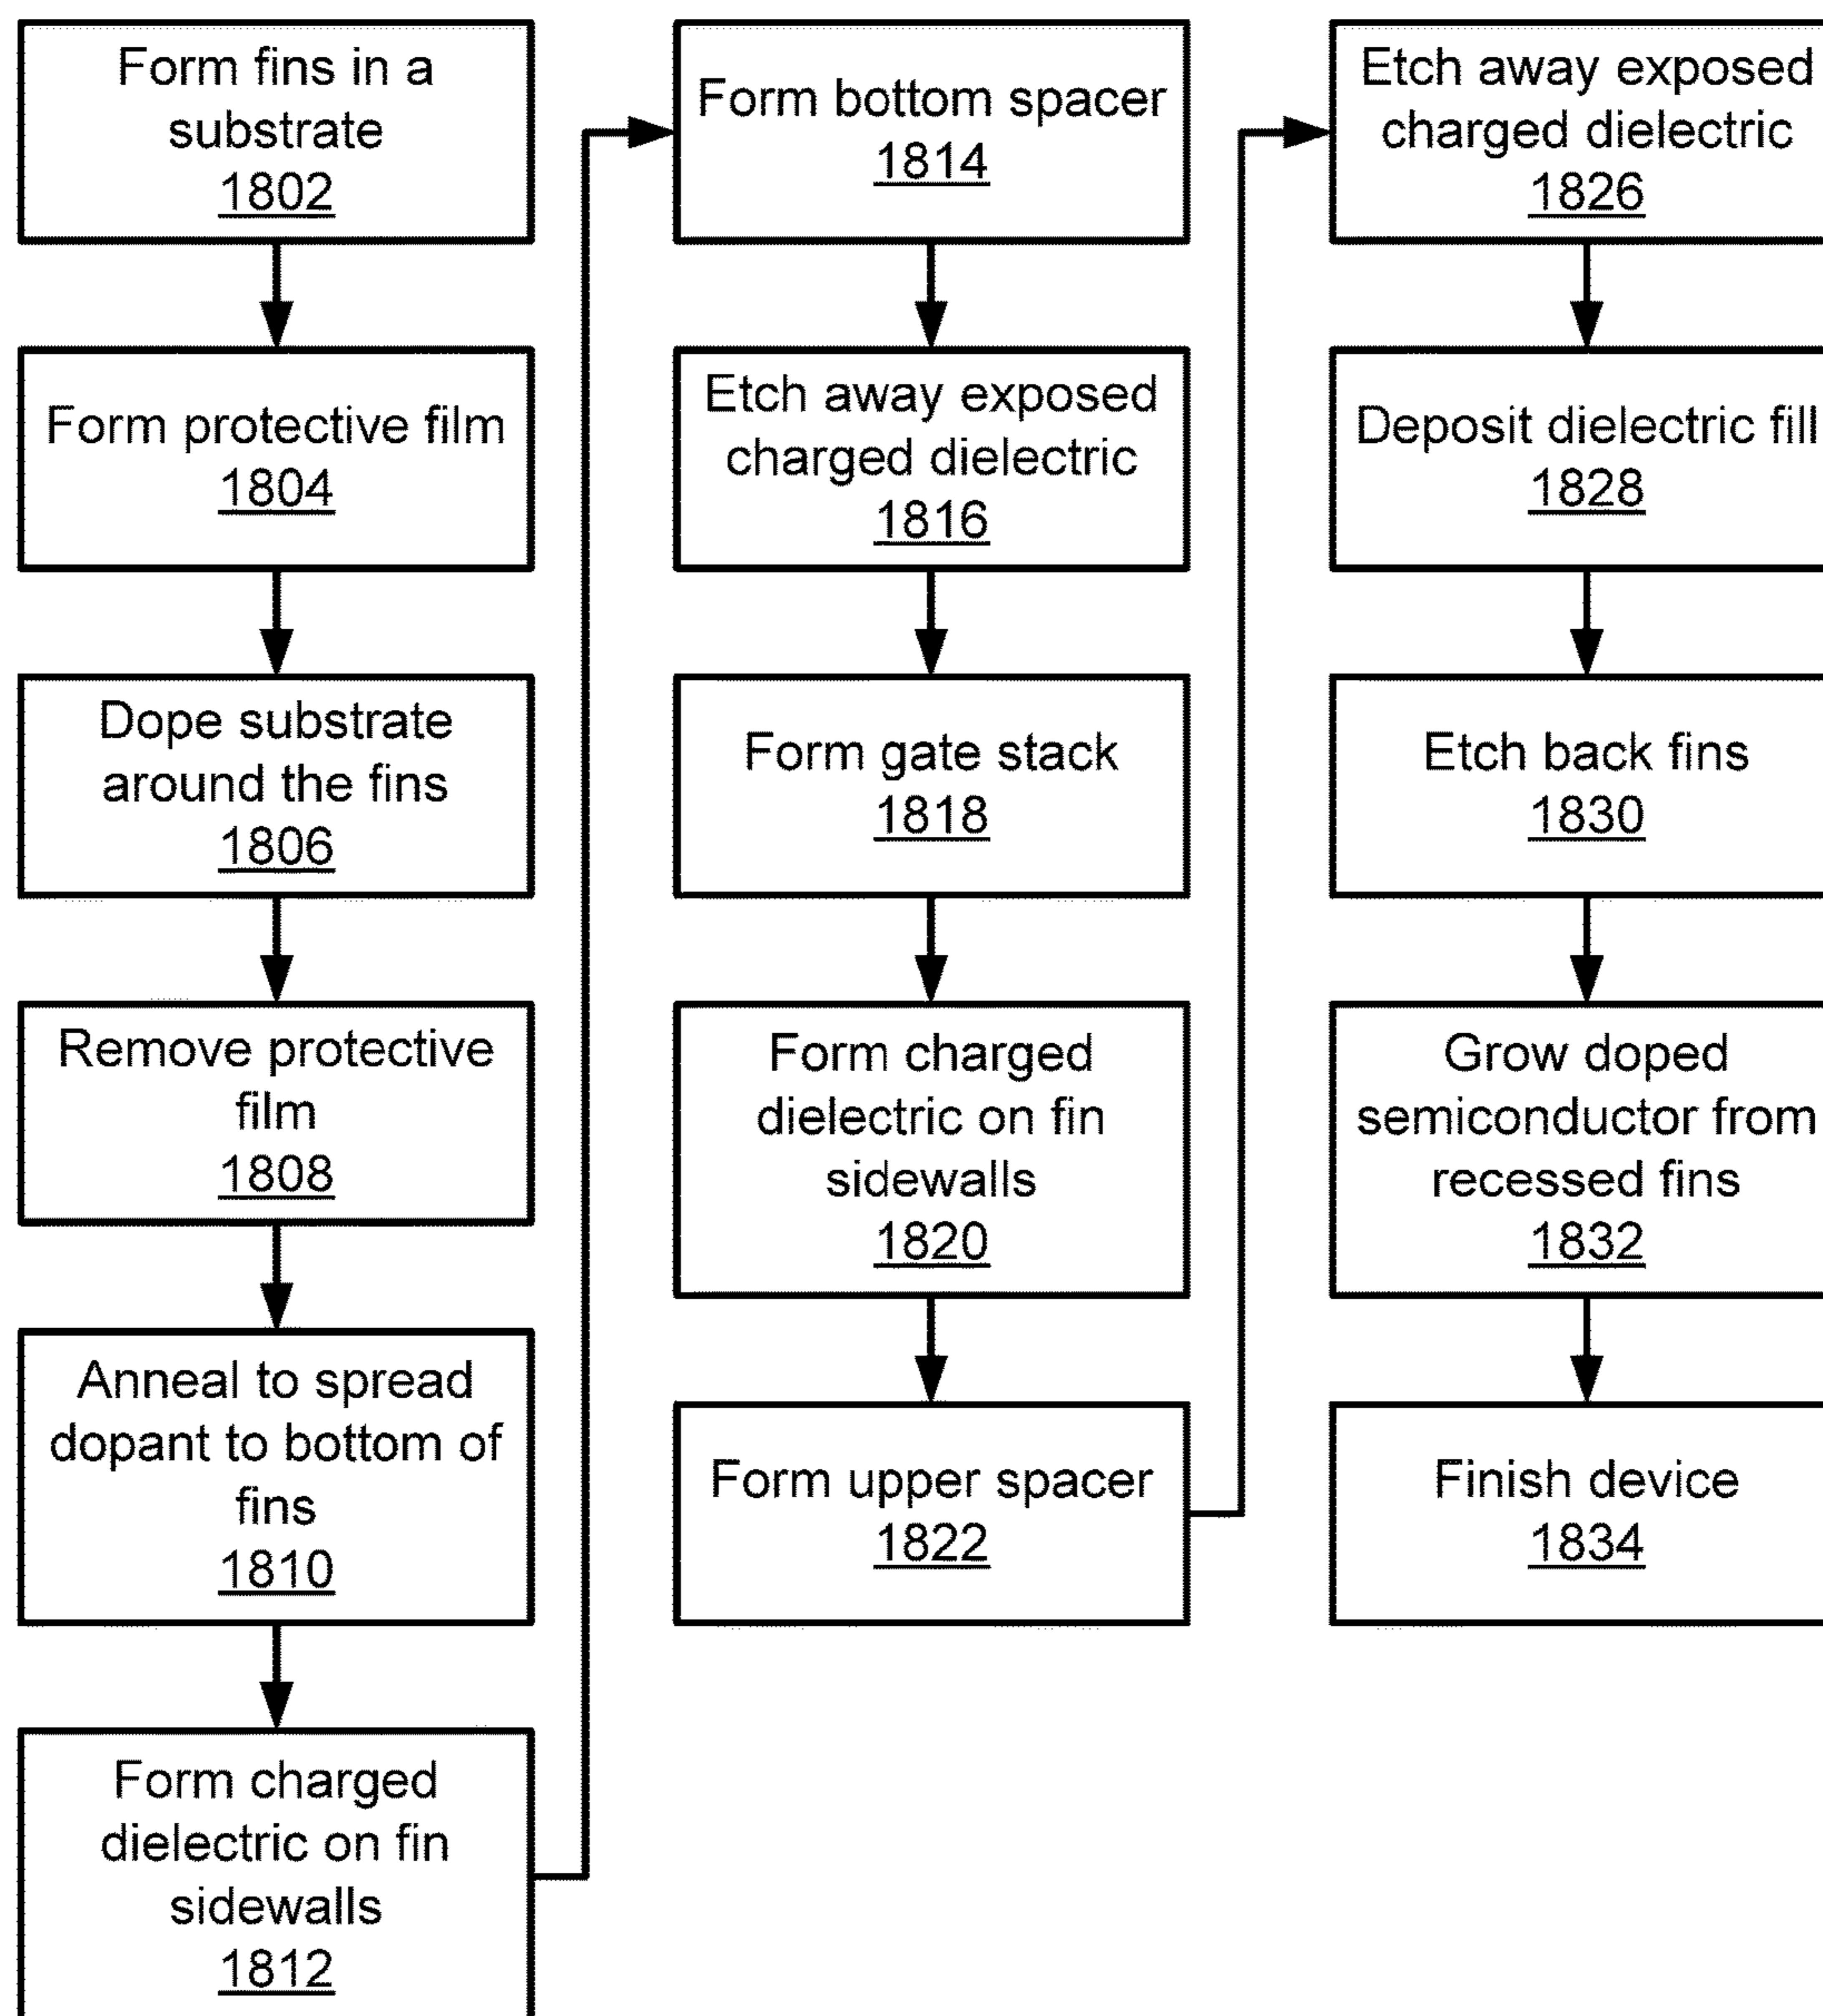 Form fins in a
substrate
1802
Form protective film
1804
Dope substrate
around the fins
1806
Remove protective
film
1808
Anneal to spread
dopant to bottom of
fins
1810
Form charged
dielectric on fin
sidewalls
1812
Form bottom spacer
1814
Etch away exposed
charged dielectric
1816
Form gate stack
1818
Form charged
dielectric on fin
sidewalls
1820
Form upper spacer
1822
Etch away exposed
charged dielectric
1826
Deposit dielectric fill
1828
Etch back fins
1830
Grow doped
semiconductor from
recessed fins
1832
Finish device
1834